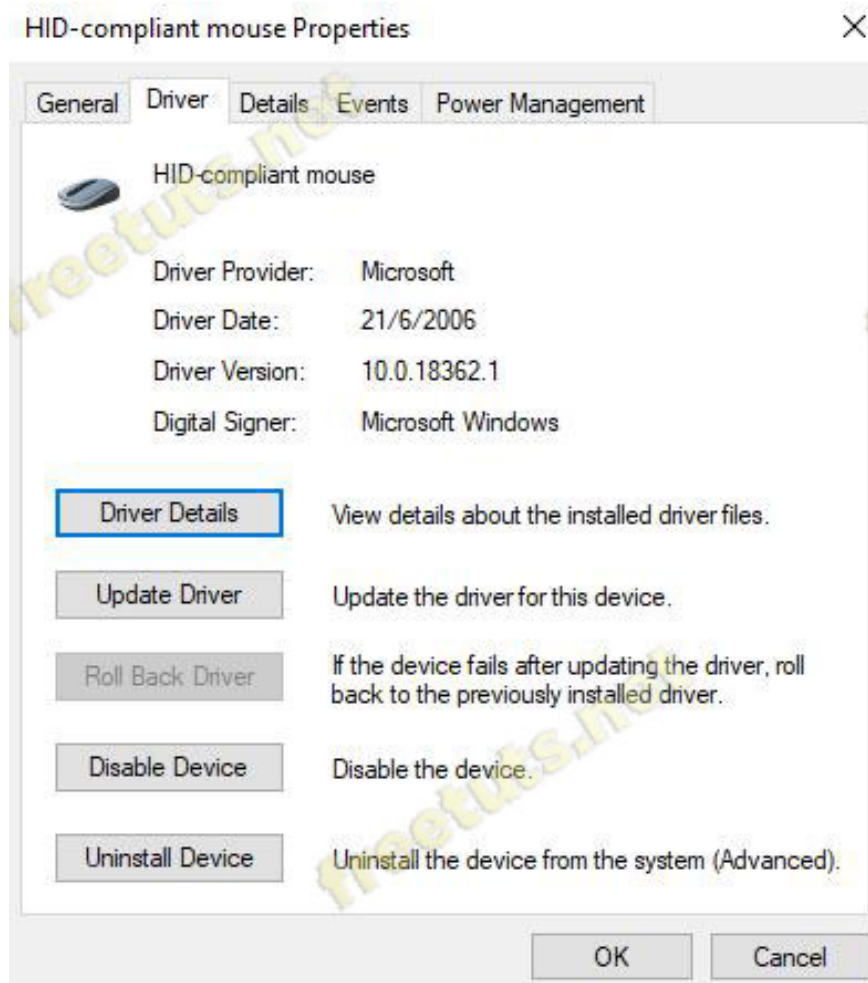 HID-compliant mouse Properties
General Driver Details Events Power Management
HID-compliant mouse
Driver Provider: Microsoft
Driver Date: 21/6/2006
Driver Version: 10.0.18362.1
Digital Signer: Microsoft Windows
Driver Details View details about the installed driver files.
Update Driver Update the driver for this device.
Roll Back Driver If the device fails after updating the driver, roll
back to the previously installed driver.
Disable Device Disable the device.
Uninstall Device Uninstall the device from the system (Advanced).
OK Cancel
freetuts.net
freetuts.net